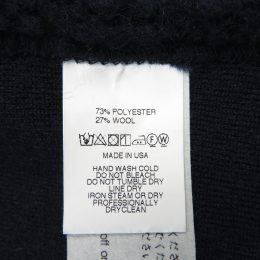 73% POLYESTER
27% WOOL
F W
MADE IN USA
HAND WASH COLD
DO NOT BLEACH
DO NOT TUMBLE DRY
LINE DRY
IRON STEAM OR DRY
PROFESSIONALLY
DRYCLEAN